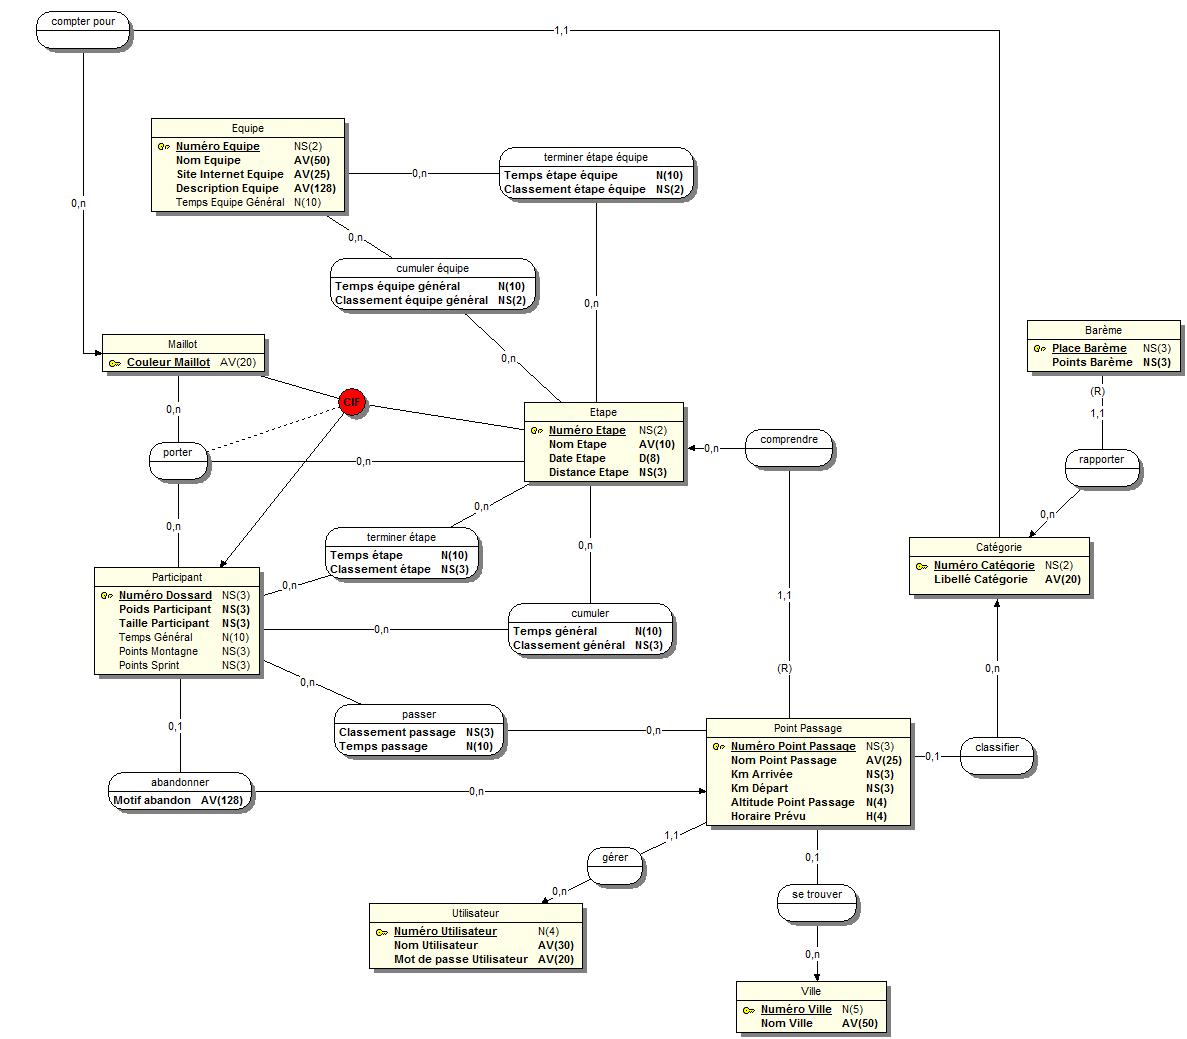 compter pour
1,1
0,n
Equipe
Numéro Equipe NS(2)
Nom Equipe AV(50)
Site Internet Equipe AV(25)
Description Equipe AV(128)
Temps Equipe Général N(10)
0,n
terminer étape équipe
Temps étape équipe N(10)
Classement étape équipe NS(2)
0,n
cumuler équipe
Temps équipe général N(10)
Classement équipe général NS(2)
0,n
0,n
Maillot
Couleur Maillot AV(20)
CIF
0,n
porter
0,n
0,n
Etape
Numéro Etape NS(2)
Nom Etape AV(10)
Date Etape D(8)
Distance Etape NS(3)
0,n
comprendre
1,1
(R)
Barème
Place Barème NS(3)
Points Barème NS(3)
(R)
1,1
rapporter
0,n
Catégorie
Numéro Catégorie NS(2)
Libellé Catégorie AV(20)
0,n
terminer étape
Temps étape N(10)
Classement étape NS(3)
0,n
0,n
cumuler
Temps général N(10)
Classement général NS(3)
0,n
Participant
Numéro Dossard NS(3)
Poids Participant NS(3)
Taille Participant NS(3)
Temps Général N(10)
Points Montagne NS(3)
Points Sprint NS(3)
0,n
passer
Classement passage NS(3)
Temps passage N(10)
0,n
0,1
abandonner
Motif abandon AV(128)
0,n
Point Passage
Numéro Point Passage NS(3)
Nom Point Passage AV(25)
Km Arrivée NS(3)
Km Départ NS(3)
Altitude Point Passage N(4)
Horaire Prévu H(4)
0,1
classifier
0,n
1,1
gérer
0,n
Utilisateur
Numéro Utilisateur N(4)
Nom Utilisateur AV(30)
Mot de passe Utilisateur AV(20)
0,1
se trouver
0,n
Ville
Numéro Ville N(5)
Nom Ville AV(50)